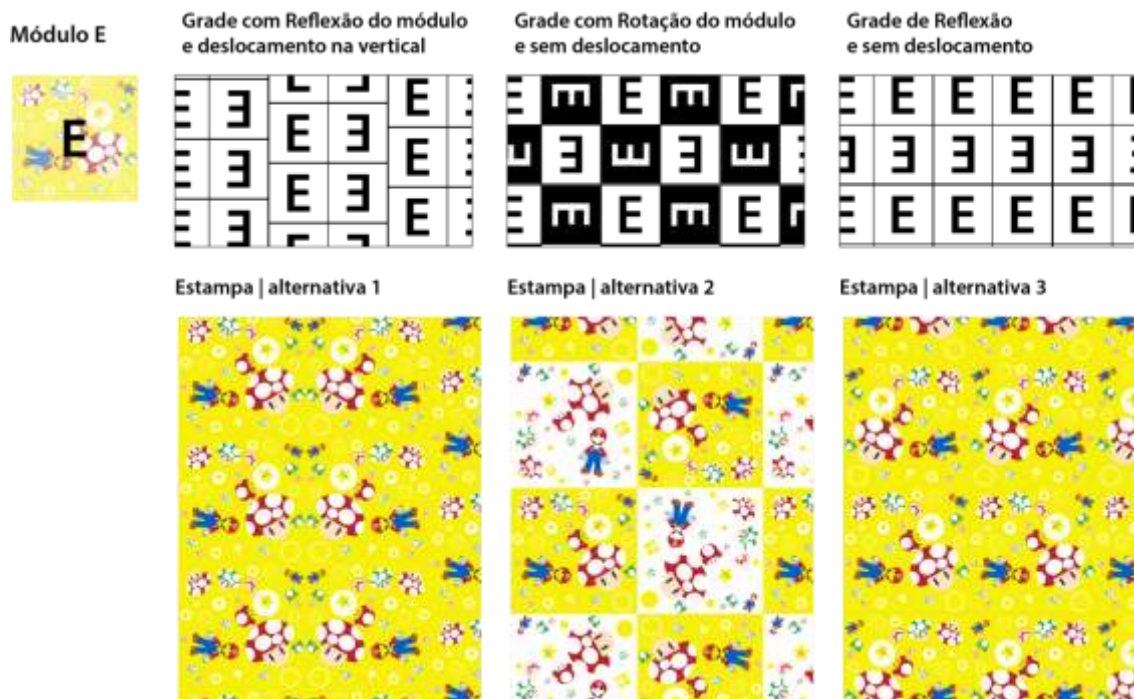 Módulo E
Grade com Reflexão do módulo
e deslocamento na vertical
Grade com Rotação do módulo
e sem deslocamento
Grade de Reflexão
e sem deslocamento
E
Estampa | alternativa 1
Estampa | alternativa 2
Estampa | alternativa 3